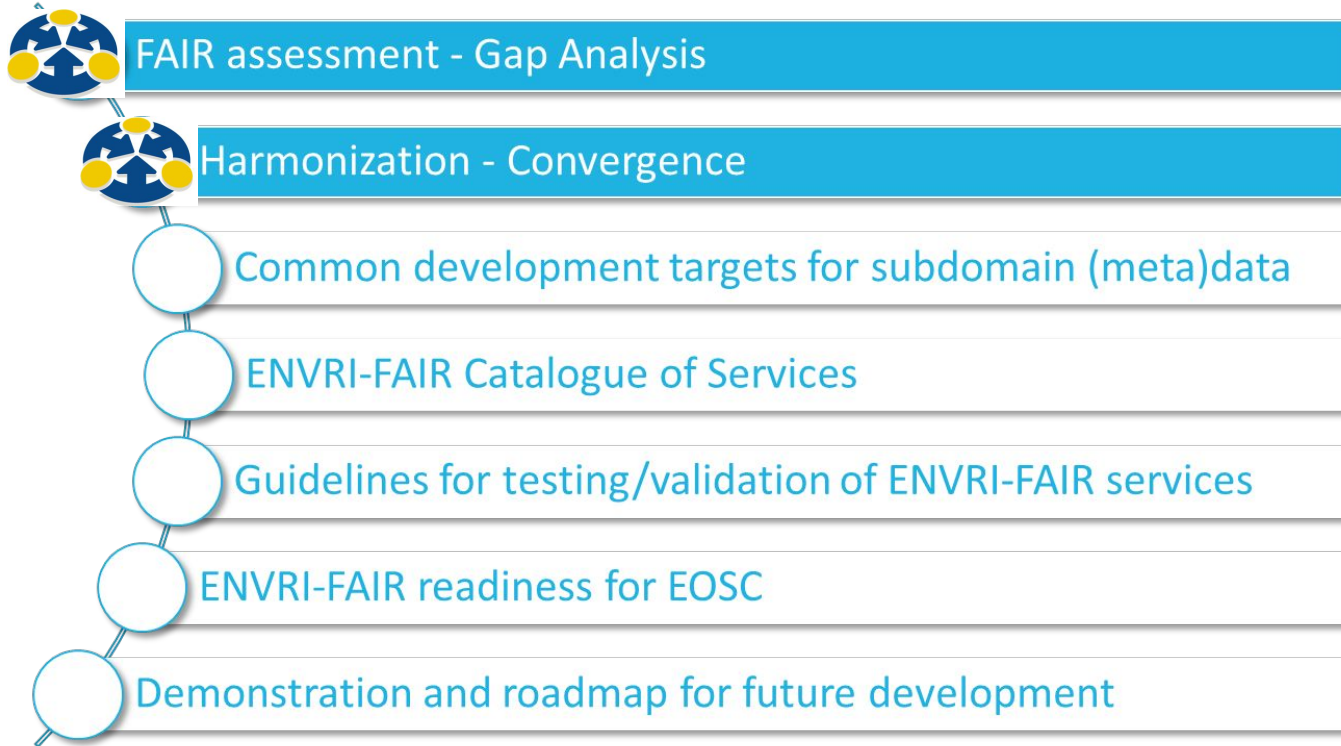 FAIR assessment - Gap Analysis
Harmonization - Convergence
Common development targets for subdomain (meta)data
ENVRI-FAIR Catalogue of Services
Guidelines for testing/validation of ENVRI-FAIR services
ENVRI-FAIR readiness for EOSC
Demonstration and roadmap for future development